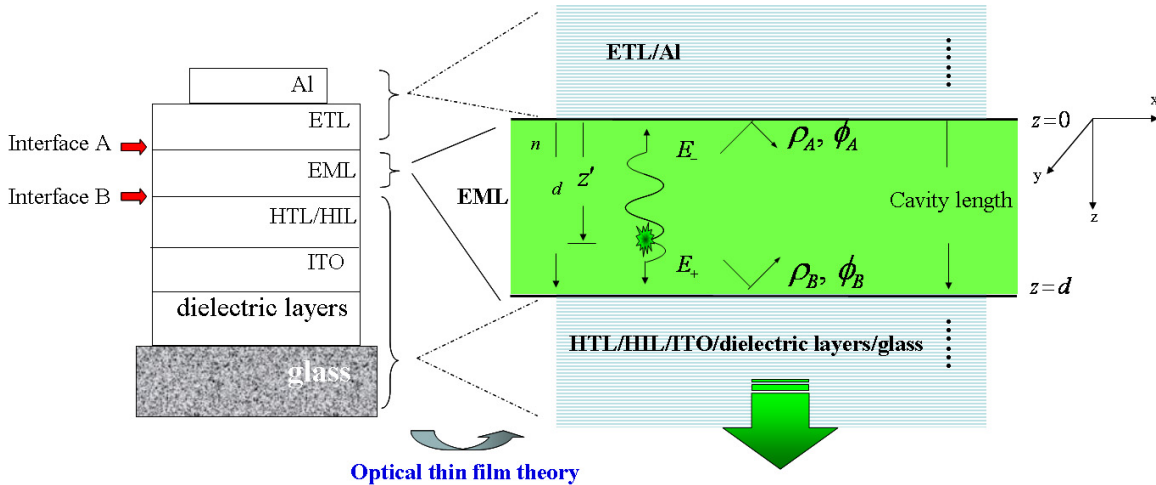 Al
ETL
Interface A
EML
Interface B
HTL/HIL
ITO
dielectric layers
glass
ETL/Al
z=0
x
y
z
n
d
z'
E_
ρA, ϕA
EML
Cavity length
E+
ρB, ϕB
z=d
HTL/HIL/ITO/dielectric layers/glass
Optical thin film theory